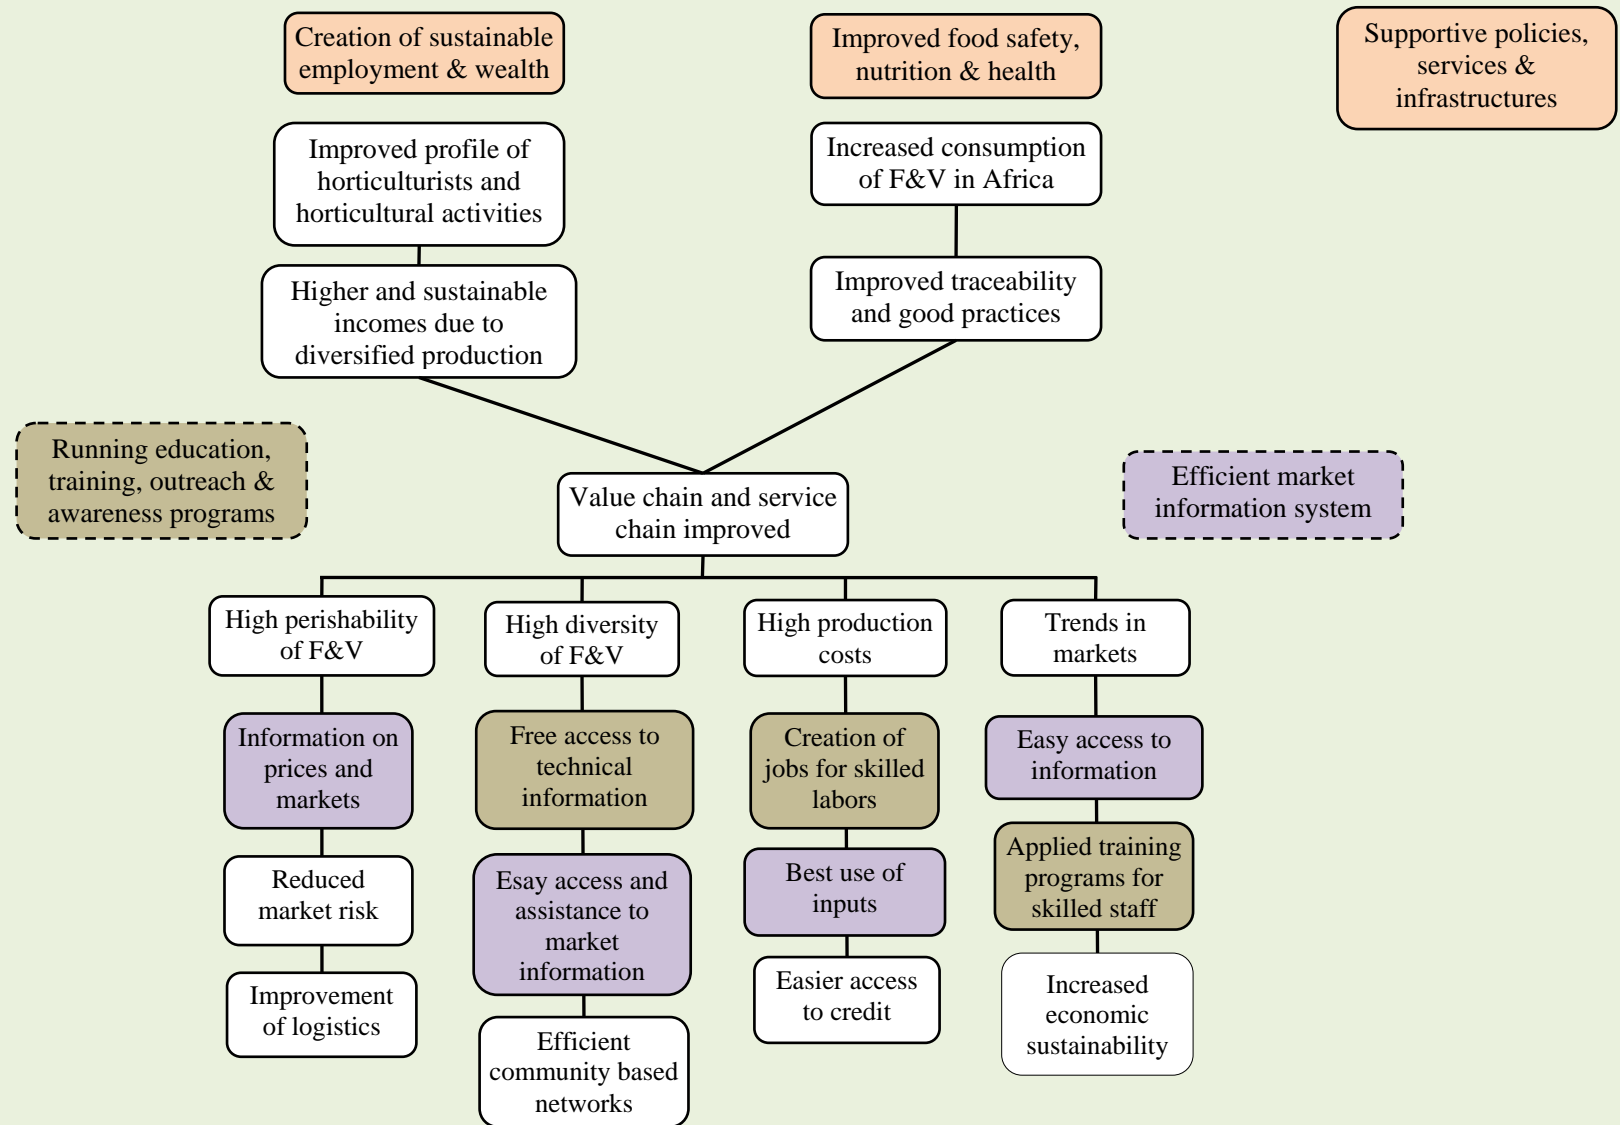 Creation of sustainable
employment & wealth
Improved food safety,
nutrition & health
Supportive policies,
services &
infrastructures
Improved profile of
horticulturists and
horticultural activities
Increased consumption
of F&V in Africa
Higher and sustainable
incomes due to
diversified production
Improved traceability
and good practices
Running education,
training, outreach &
awareness programs
Value chain and service
chain improved
Efficient market
information system
High perishability
of F&V
High diversity
of F&V
High production
costs
Trends in
markets
Information on
prices and
markets
Free access to
technical
information
Creation of
jobs for skilled
labors
Easy access to
information
Reduced
market risk
Esay access and
assistance to
market
information
Best use of
inputs
Applied training
programs for
skilled staff
Improvement
of logistics
Efficient
community based
networks
Easier access
to credit
Increased
economic
sustainability